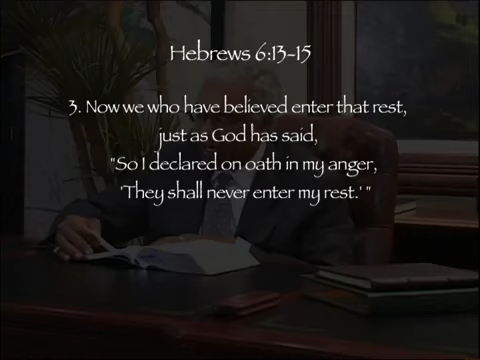 Hebrews 6:13-15
3. Now we who have believed enter that rest,
just as God has said,
"So I declared on oath in my anger,
'They shall never enter my rest.' "